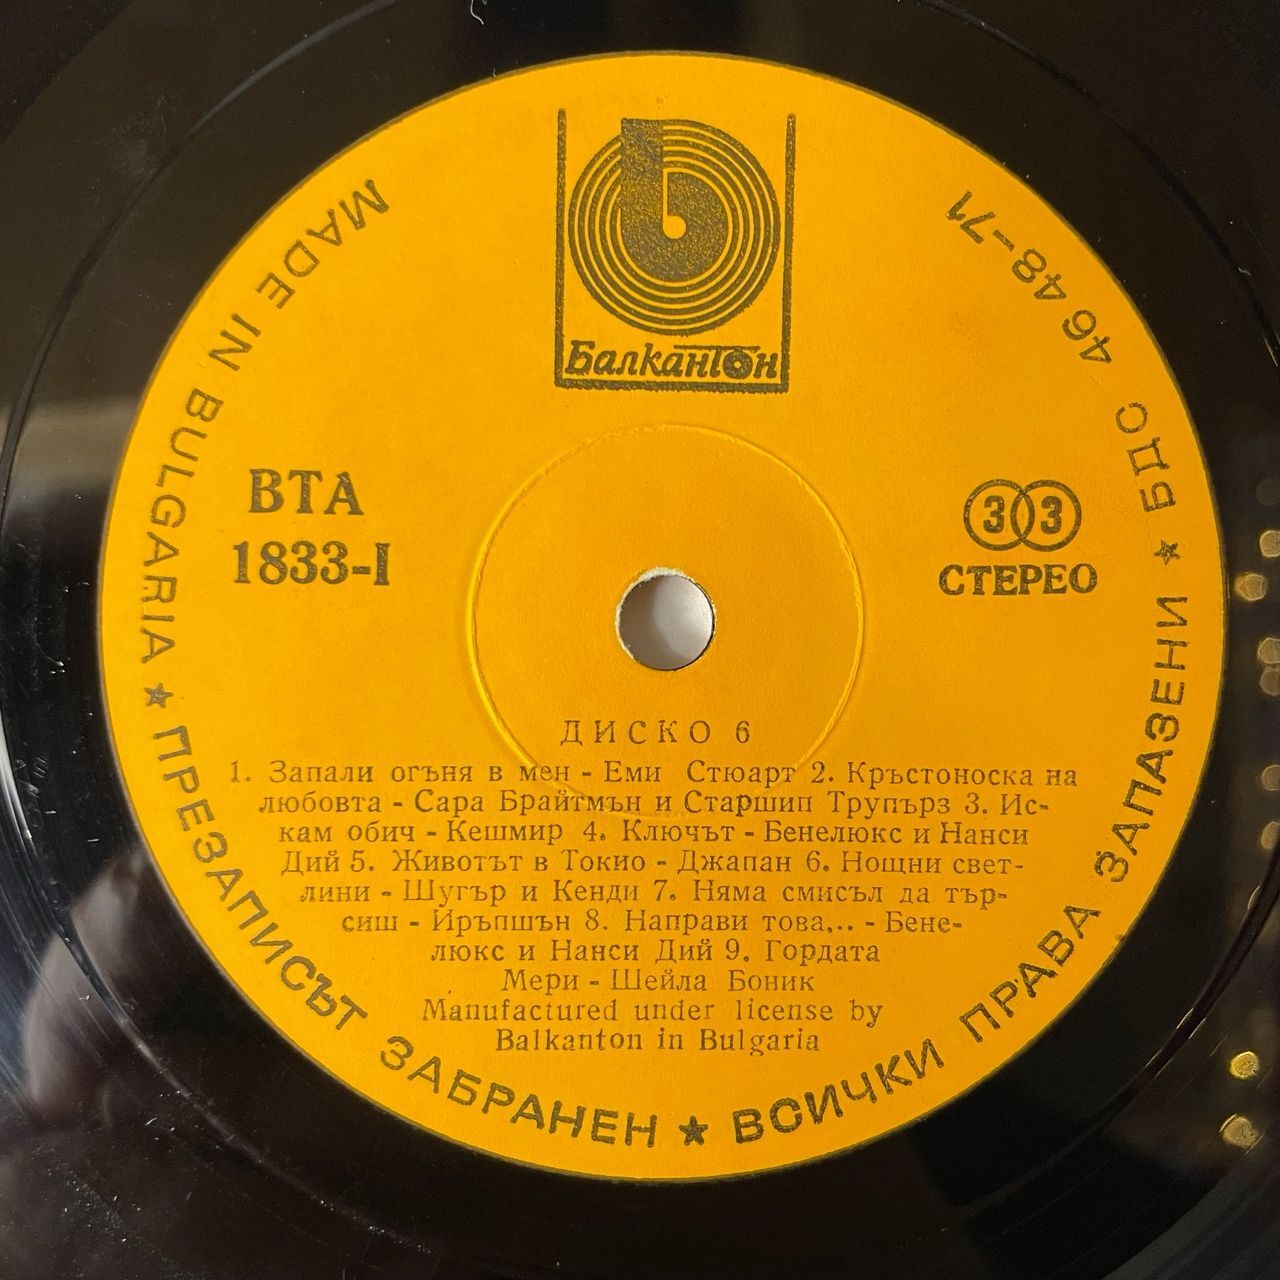 Балкантон
MADE IN BULGARIA ★ ПРЕЗАПИСЪТ ЗАБРАНЕН ★ ВСИЧКИ ПРАВА ЗАПАЗЕНИ ★ БДС 4648-71
ВТА
1833-I
33
СТЕРЕО
ДИСКО 6
1. Запали огъня в мен - Еми Стюарт 2. Кръстоноска на
любовта - Сара Брайтмън и Старшип Трупърз 3. Ис-
кам обич - Кешмир 4. Ключът - Бенелюкс и Нанси
Дий 5. Животът в Токио - Джапан 6. Нощни свет-
лини - Шугър и Кенди 7. Няма смисъл да тър-
сиш - Иръпшън 8. Направи това... - Бене-
люкс и Нанси Дий 9. Гордата
Мери - Шейла Боник
Manufactured under license by
Balkanton in Bulgaria